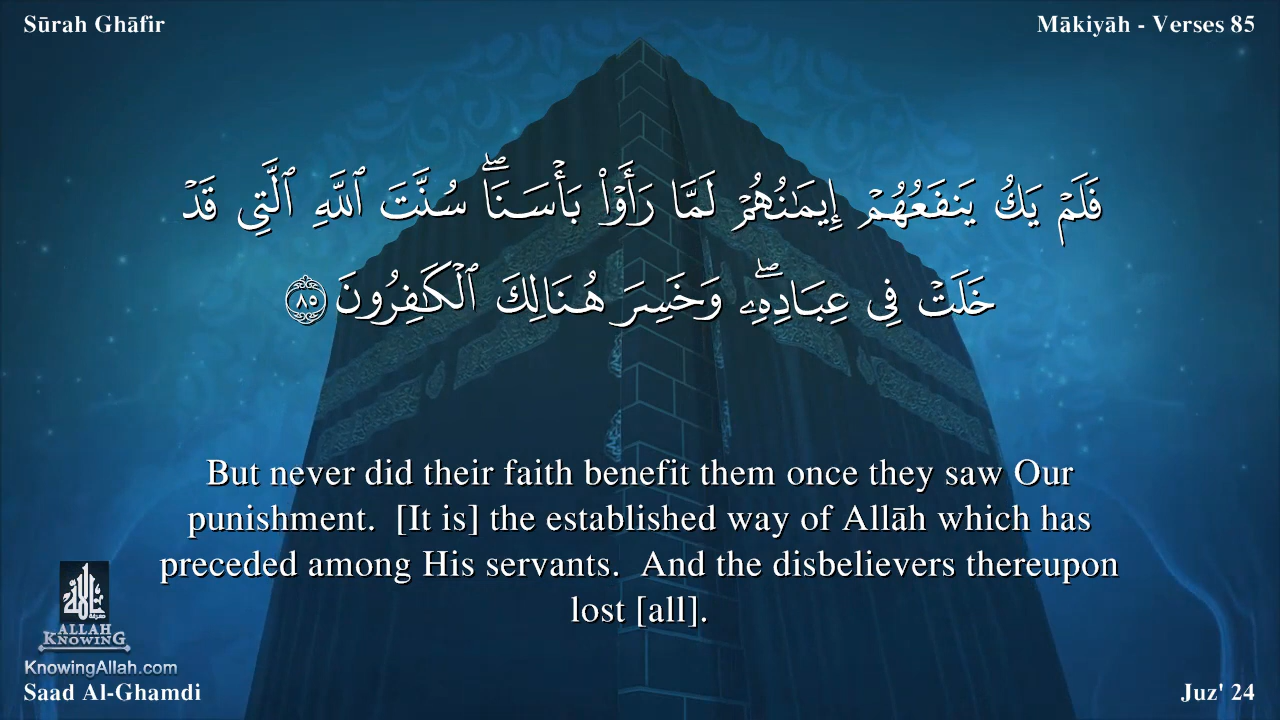 Sūrah Ghāfir
Mākiyāh - Verses 85
فَلَمْ يَكُ يَنفَعُهُمْ إِيمَـٰنُهُمْ لَمَّا رَأَوْا۟ بَأْسَنَا ۖ سُنَّتَ ٱللَّهِ ٱلَّتِى قَدْ
خَلَتْ فِى عِبَادِهِۦ ۖ وَخَسِرَ هُنَالِكَ ٱلْكَـٰفِرُونَ ٨٥
But never did their faith benefit them once they saw Our
punishment.  [It is] the established way of Allāh which has
preceded among His servants.  And the disbelievers thereupon
lost [all].
ALLAH
KNOWING
KnowingAllah.com
Saad Al-Ghamdi
Juz' 24